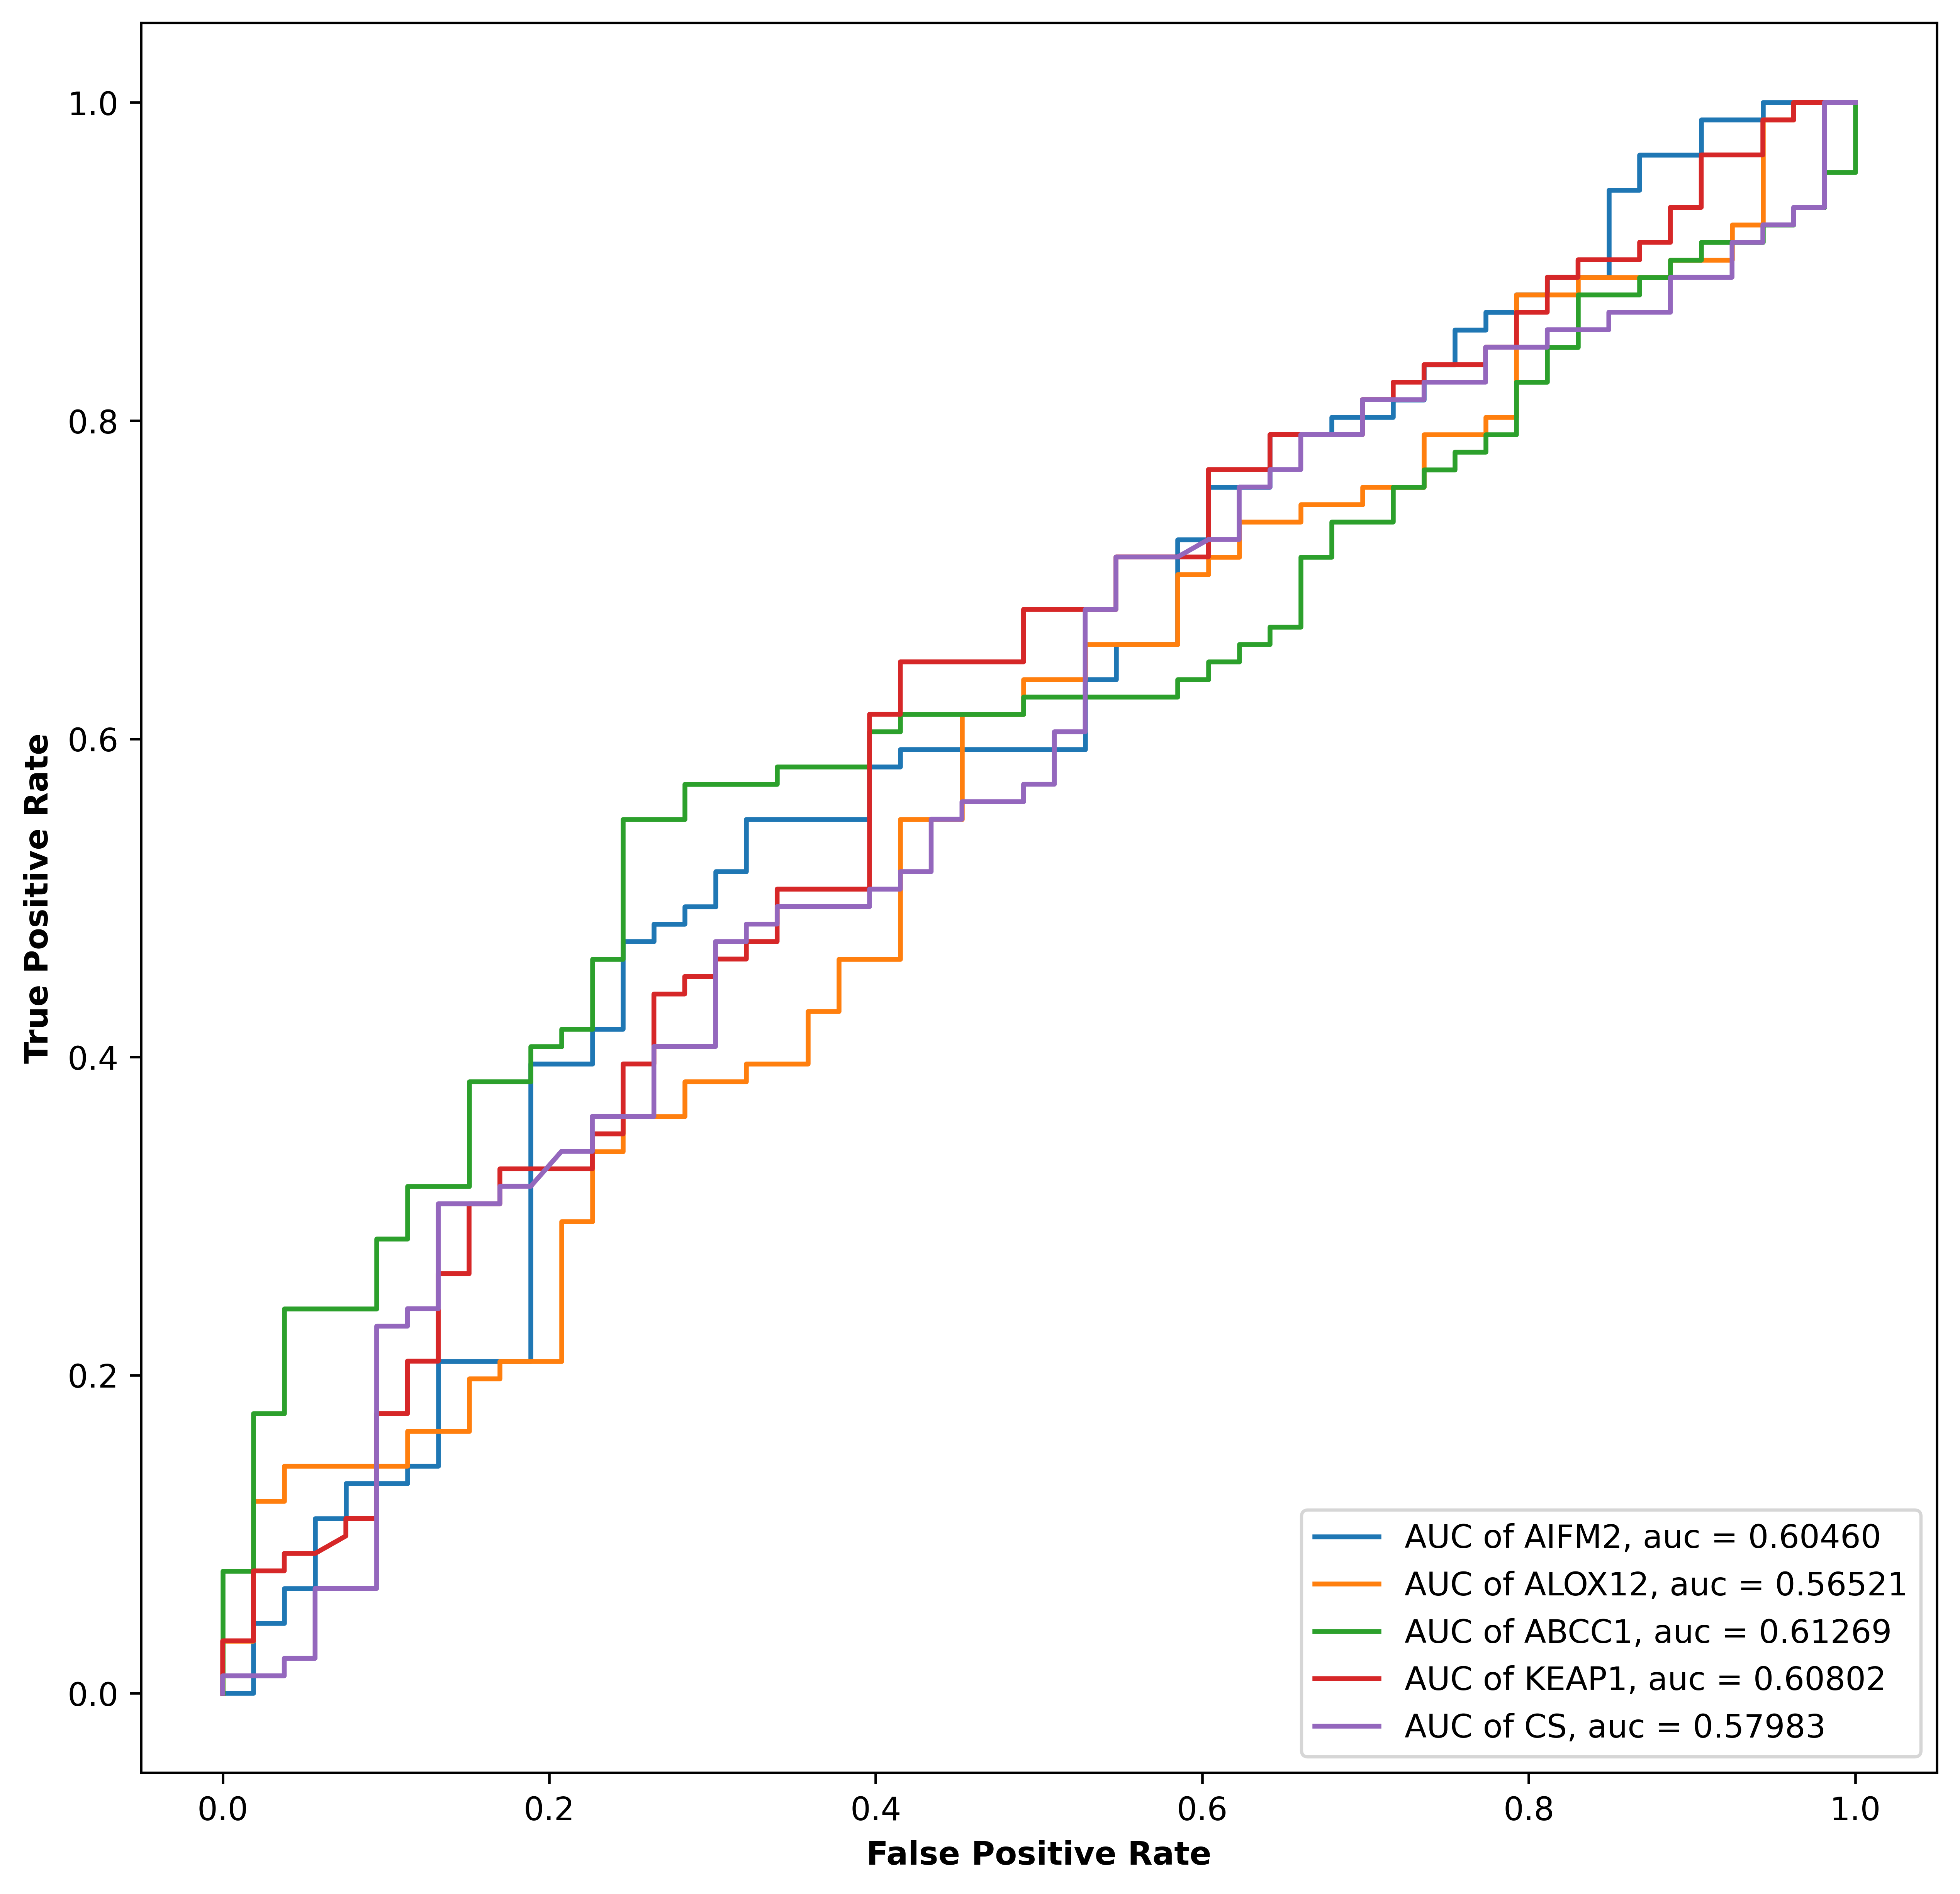 1.0
0.8
0.6
0.4
0.2
0.0
True Positive Rate
0.0 0.2 0.4 0.6 0.8 1.0
False Positive Rate
AUC of AIFM2, auc = 0.60460
AUC of ALOX12, auc = 0.56521
AUC of ABCC1, auc = 0.61269
AUC of KEAP1, auc = 0.60802
AUC of CS, auc = 0.57983